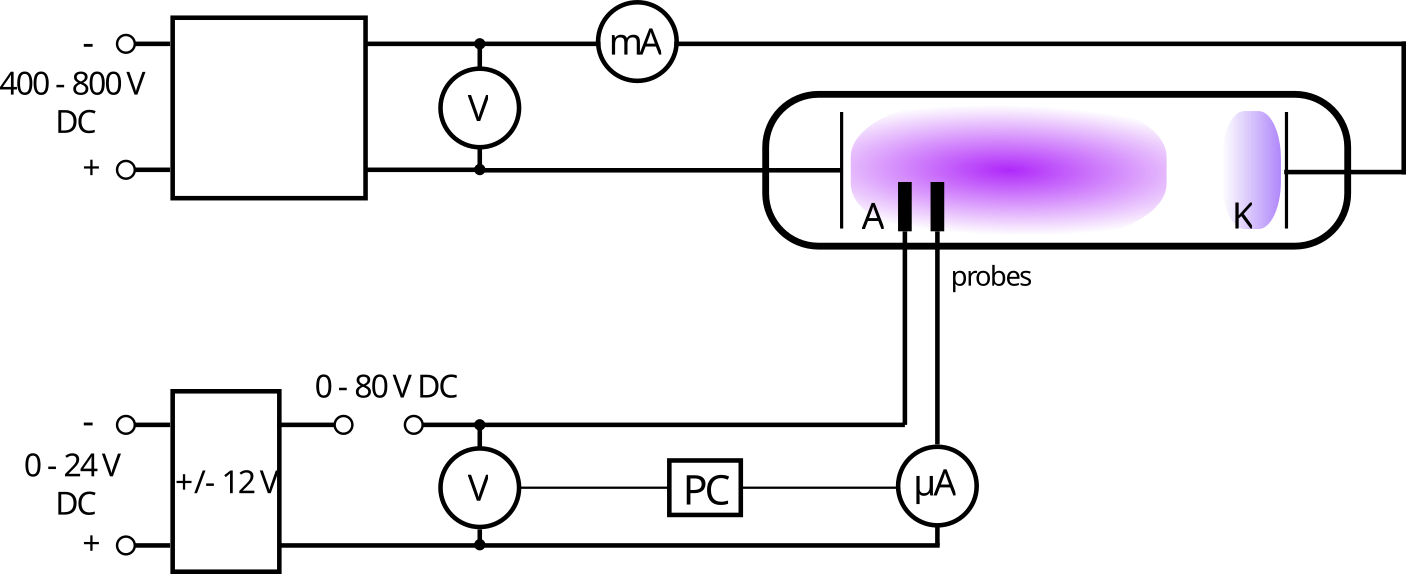 -
400 - 800 V
DC
+
V
mA
A
K
probes
0 - 80 V DC
-
0 - 24 V
DC
+
+/- 12 V
V
PC
µA